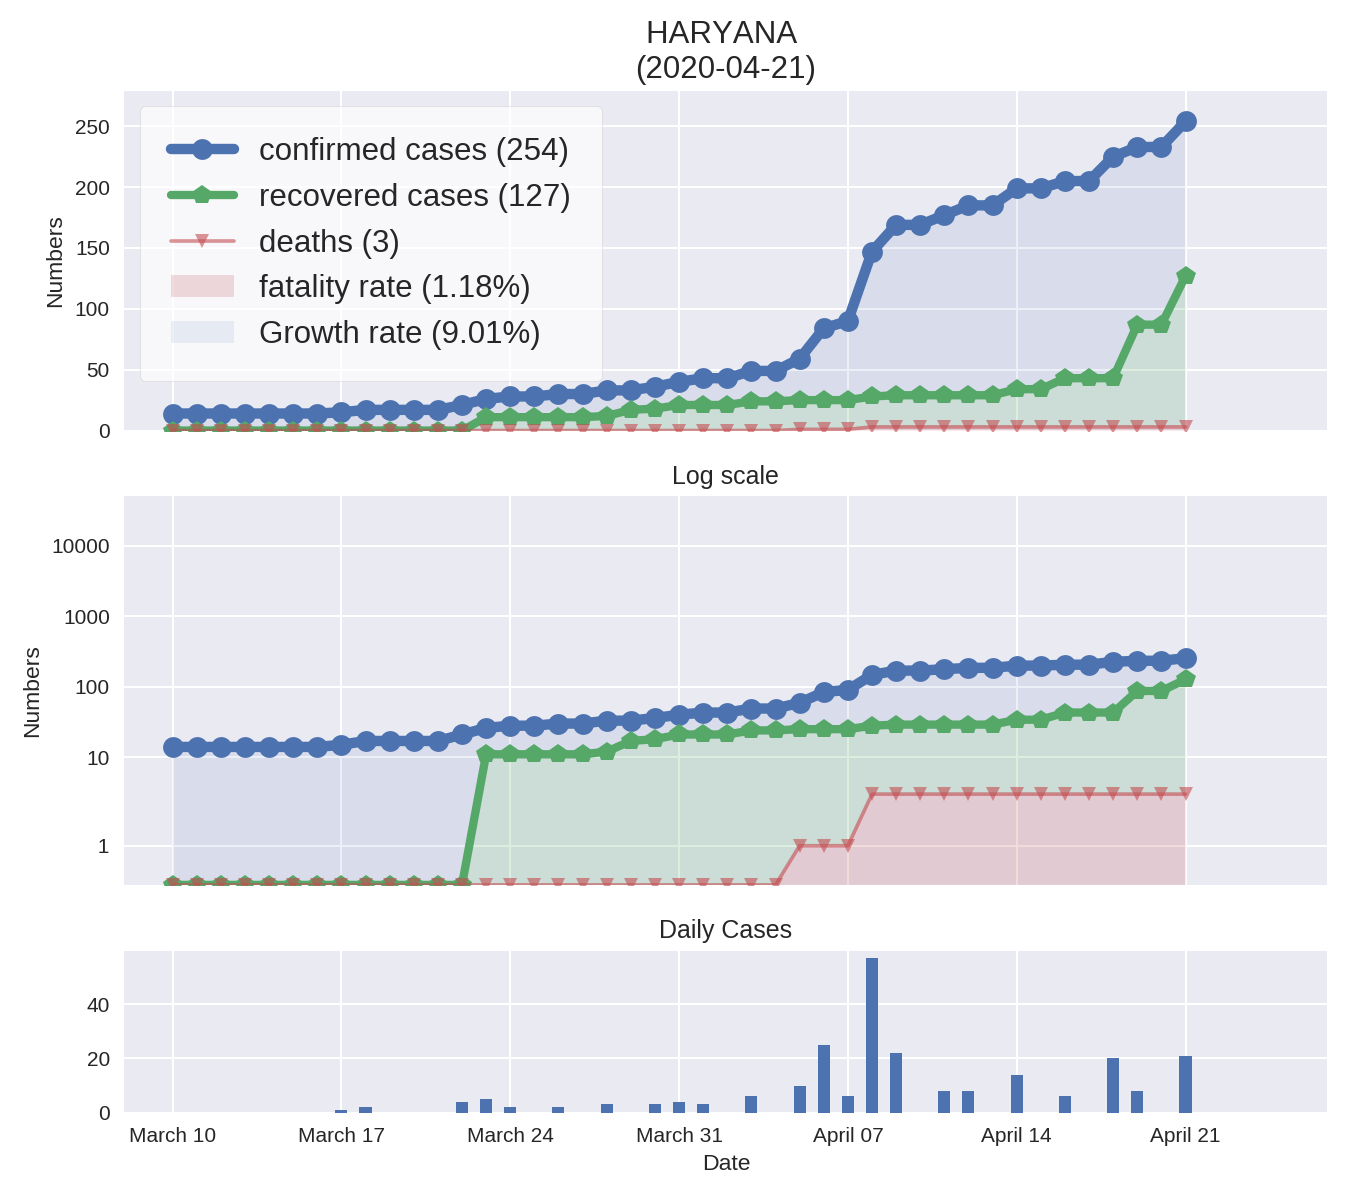 HARYANA
(2020-04-21)
250
200
150
100
50
0
Numbers
confirmed cases (254)
recovered cases (127)
deaths (3)
fatality rate (1.18%)
Growth rate (9.01%)
Log scale
10000
1000
100
10
1
Numbers
Daily Cases
40
20
0
March 10 March 17 March 24 March 31 April 07 April 14 April 21
Date